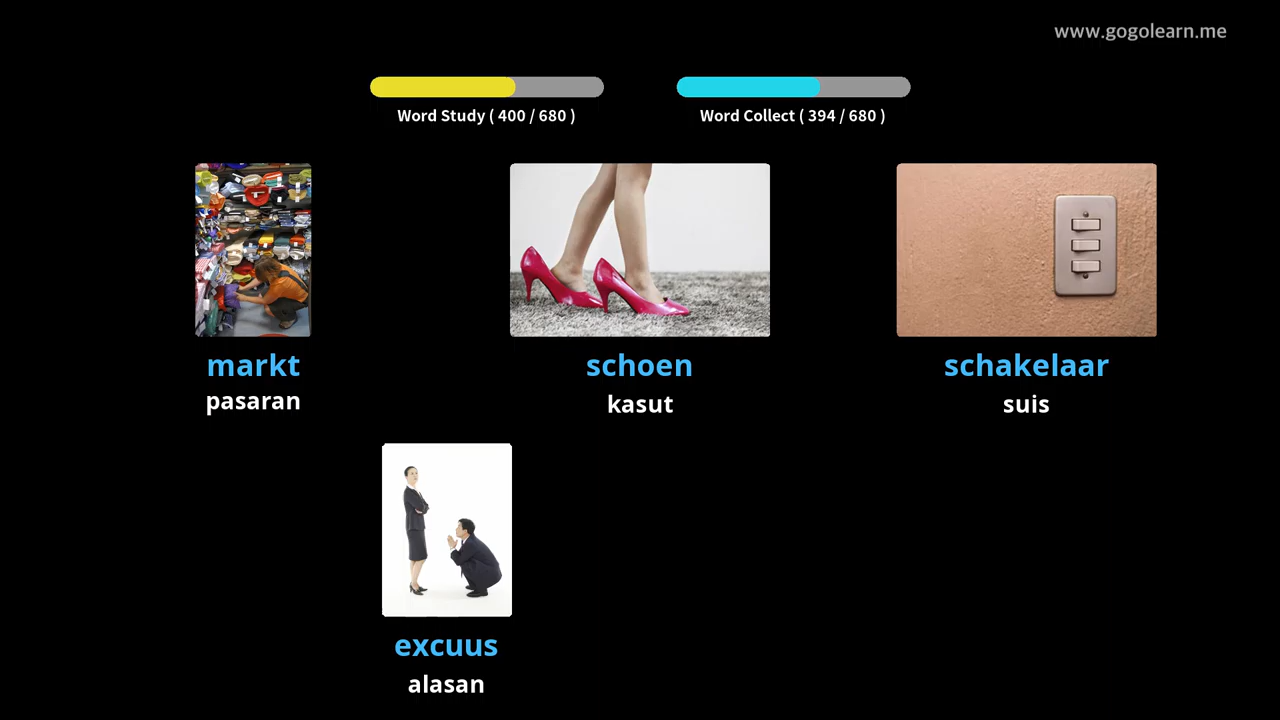 www.gogolearn.me
Word Study ( 400 / 680 )
Word Collect ( 394 / 680 )
markt
pasaran
schoen
kasut
schakelaar
suis
excuus
alasan